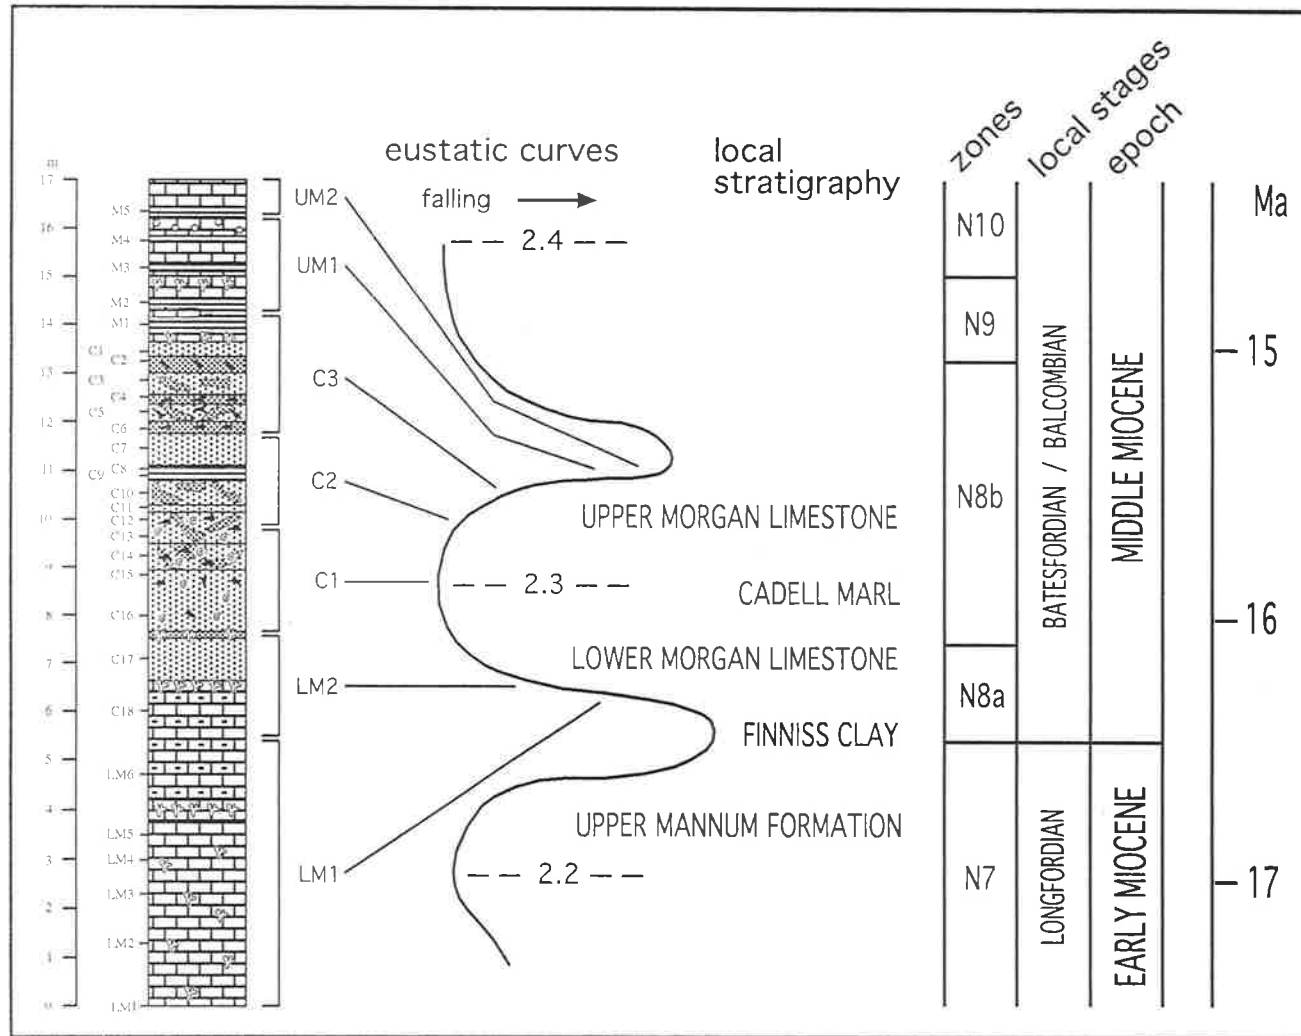 eustatic curves
falling
local
stratigraphy
zones
local stages
epoch
Ma
m
17
16
15
14
13
12
11
10
9
8
7
6
5
4
3
2
1
0
M5
M4
M3
M2
M1
C1
C2
C3
C4
C5
C6
C7
C8
C9
C10
C11
C12
C13
C14
C15
C16
C17
C18
LM6
LM5
LM4
LM3
LM2
LM1
UM2
UM1
C3
C2
C1
LM2
LM1
2.4
2.3
2.2
UPPER MORGAN LIMESTONE
CADELL MARL
LOWER MORGAN LIMESTONE
FINNISS CLAY
UPPER MANNUM FORMATION
N10
N9
N8b
N8a
N7
BATESFORDIAN / BALCOMBIAN
LONGFORDIAN
MIDDLE MIOCENE
EARLY MIOCENE
15
16
17